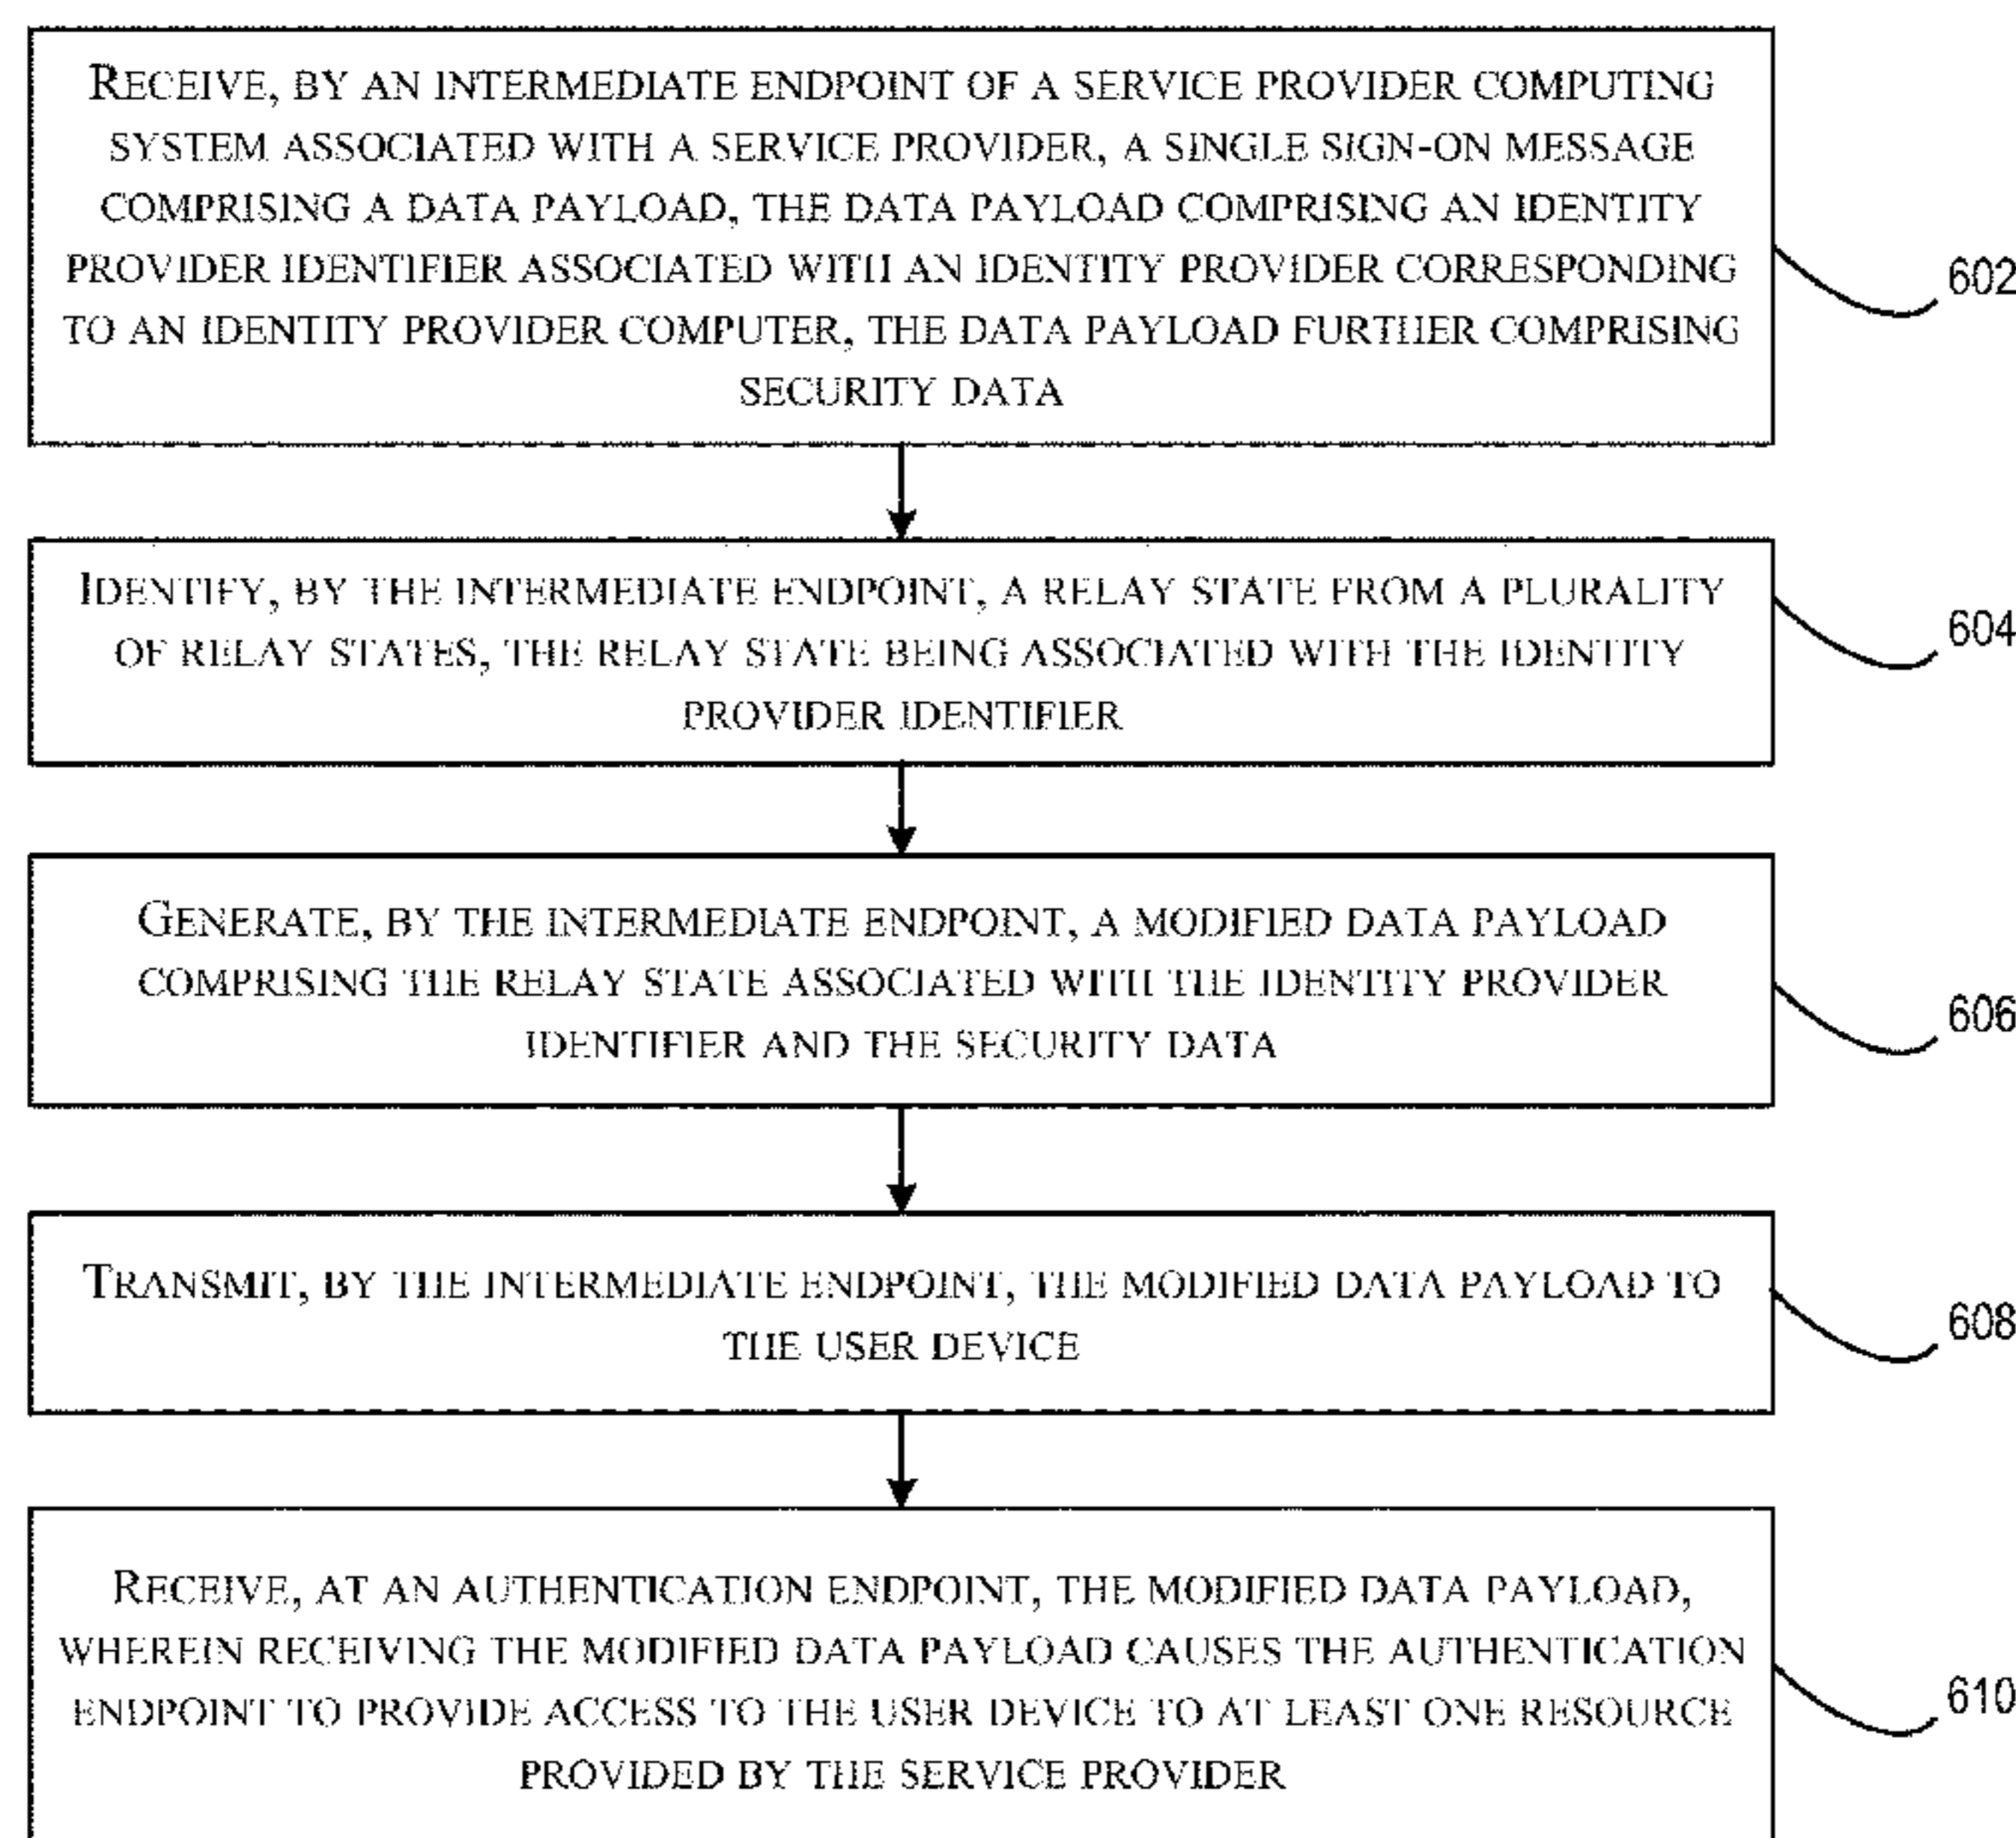 RECEIVE, BY AN INTERMEDIATE ENDPOINT OF A SERVICE PROVIDER COMPUTING
SYSTEM ASSOCIATED WITH A SERVICE PROVIDER, A SINGLE SIGN-ON MESSAGE
COMPRISING A DATA PAYLOAD, THE DATA PAYLOAD COMPRISING AN IDENTITY
PROVIDER IDENTIFIER ASSOCIATED WITH AN IDENTITY PROVIDER CORRESPONDING
TO AN IDENTITY PROVIDER COMPUTER, THE DATA PAYLOAD FURTHER COMPRISING
SECURITY DATA
602
IDENTIFY, BY THE INTERMEDIATE ENDPOINT, A RELAY STATE FROM A PLURALITY
OF RELAY STATES, THE RELAY STATE BEING ASSOCIATED WITH THE IDENTITY
PROVIDER IDENTIFIER
604
GENERATE, BY THE INTERMEDIATE ENDPOINT, A MODIFIED DATA PAYLOAD
COMPRISING THE RELAY STATE ASSOCIATED WITH THE IDENTITY PROVIDER
IDENTIFIER AND THE SECURITY DATA
606
TRANSMIT, BY THE INTERMEDIATE ENDPOINT, THE MODIFIED DATA PAYLOAD TO
THE USER DEVICE
608
RECEIVE, AT AN AUTHENTICATION ENDPOINT, THE MODIFIED DATA PAYLOAD,
WHEREIN RECEIVING THE MODIFIED DATA PAYLOAD CAUSES THE AUTHENTICATION
ENDPOINT TO PROVIDE ACCESS TO THE USER DEVICE TO AT LEAST ONE RESOURCE
PROVIDED BY THE SERVICE PROVIDER
610